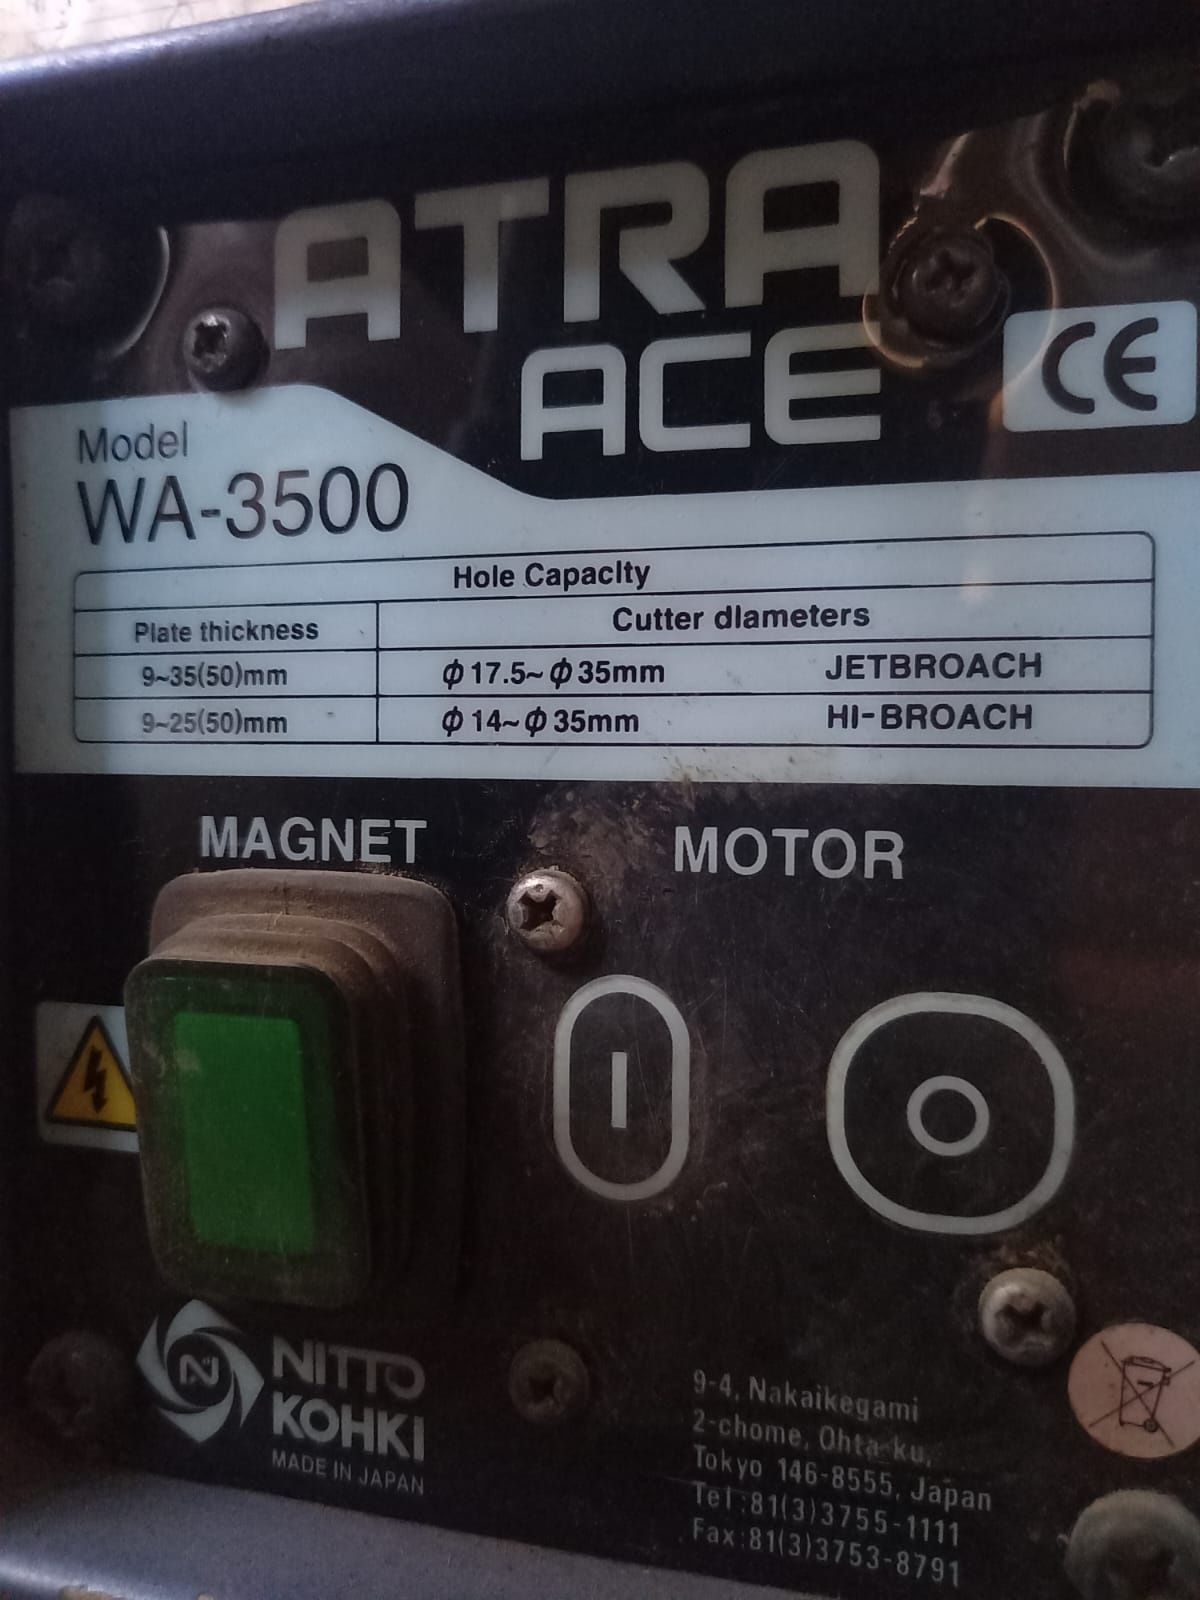 ATRA
ACE
CE
Model
WA-3500
Hole Capacity
Plate thickness
Cutter diameters
9~35(50)mm
ϕ17.5~ϕ35mm
JETBROACH
9~25(50)mm
ϕ14~ϕ35mm
HI-BROACH
MAGNET
MOTOR
N
NITTO
KOHKI
MADE IN JAPAN
9-4, Nakaikegami
2-chome, Ohta-ku,
Tokyo 146-8555, Japan
Tel:81(3)3755-1111
Fax:81(3)3753-8791